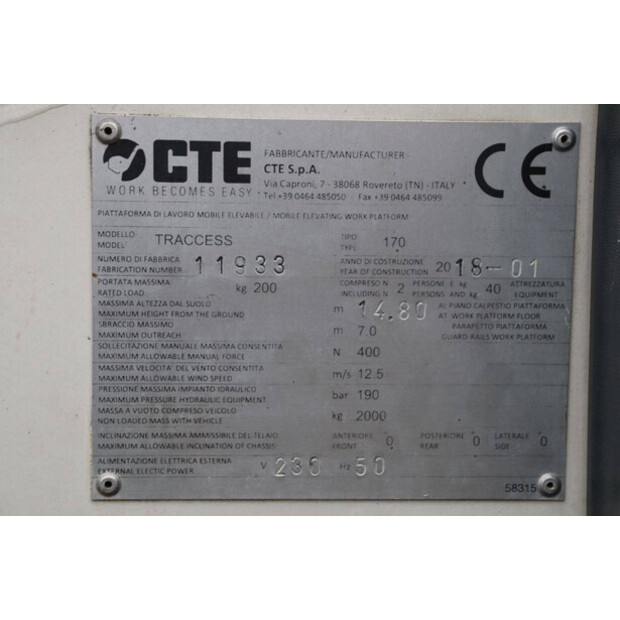 CTE
WORK BECOMES EASY
FABBRICANTE/MANUFACTURER
CTE S.p.A.
Via Caproni, 7 - 38068 Rovereto (TN) - ITALY
Tel +39 0464 485050 Fax +39 0464 485099
CE
PIATTAFORMA DI LAVORO MOBILE ELEVABILE / MOBILE ELEVATING WORK PLATFORM
MODELLO
MODEL TRACCESS TIPO
TYPE 170
NUMERO DI FABBRICA
FABRICATION NUMBER 11933 ANNO DI COSTRUZIONE
YEAR OF CONSTRUCTION 2018-01
PORTATA MASSIMA
RATED LOAD kg 200 COMPRESO N 2 PERSONE E kg 40 ATTREZZATURA
INCLUDING N PERSONS AND kg EQUIPMENT
MASSIMA ALTEZZA DAL SUOLO
MAXIMUM HEIGHT FROM THE GROUND m 14.80 AL PIANO CALPESTIO PIATTAFORMA
AT WORK PLATFORM FLOOR
SBRACCIO MASSIMO
MAXIMUM OUTREACH m 7.0 PARAPETTO PIATTAFORMA
GUARD-RAILS WORK PLATFORM
SOLLECITAZIONE MANUALE MASSIMA CONSENTITA
MAXIMUM ALLOWABLE MANUAL FORCE N 400
MASSIMA VELOCITA' DEL VENTO CONSENTITA
MAXIMUM ALLOWABLE WIND SPEED m/s 12.5
PRESSIONE MASSIMA IMPIANTO IDRAULICO
MAXIMUM PRESSURE HYDRAULIC EQUIPMENT bar 190
MASSA A VUOTO COMPRESO VEICOLO
NON LOADED MASS WITH VEHICLE kg 2000
INCLINAZIONE MASSIMA AMMISSIBILE DEL TELAIO
MAXIMUM ALLOWABLE INCLINATION OF CHASSIS ANTERIORE
FRONT 0 POSTERIORE
REAR 0 LATERALE
SIDE 0
ALIMENTAZIONE ELETTRICA ESTERNA
EXTERNAL ELECTIC POWER V 230 Hz 50
58315